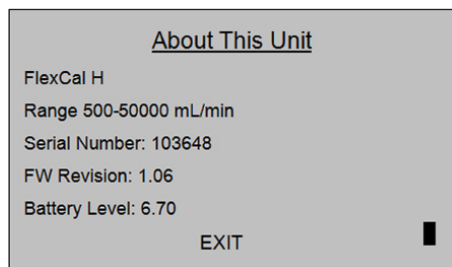 About This Unit
FlexCal H
Range 500-50000 mL/min
Serial Number: 103648
FW Revision: 1.06
Battery Level: 6.70
EXIT